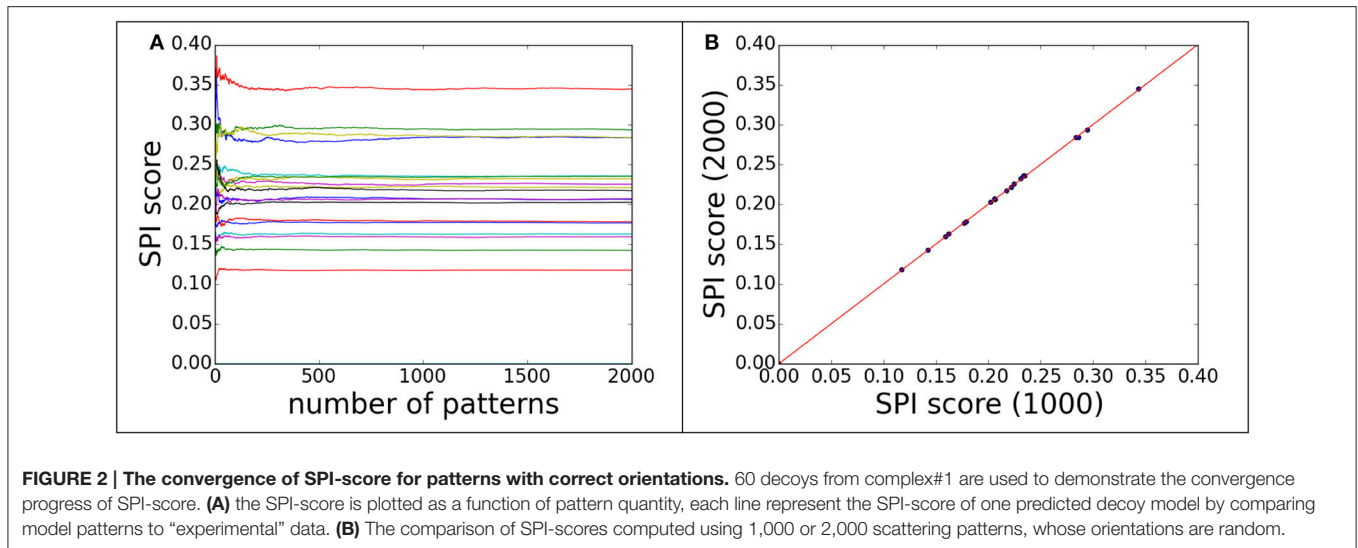 A
0.40
0.35
0.30
0.25
0.20
0.15
0.10
0.05
0.00
SPI score
0 500 1000 1500 2000
number of patterns
B
0.40
0.35
0.30
0.25
0.20
0.15
0.10
0.05
0.00
SPI score (2000)
0.00 0.05 0.10 0.15 0.20 0.25 0.30 0.35 0.40
SPI score (1000)
FIGURE 2 | The convergence of SPI-score for patterns with correct orientations. 60 decoys from complex#1 are used to demonstrate the convergence
progress of SPI-score. (A) the SPI-score is plotted as a function of pattern quantity, each line represent the SPI-score of one predicted decoy model by comparing
model patterns to “experimental” data. (B) The comparison of SPI-scores computed using 1,000 or 2,000 scattering patterns, whose orientations are random.